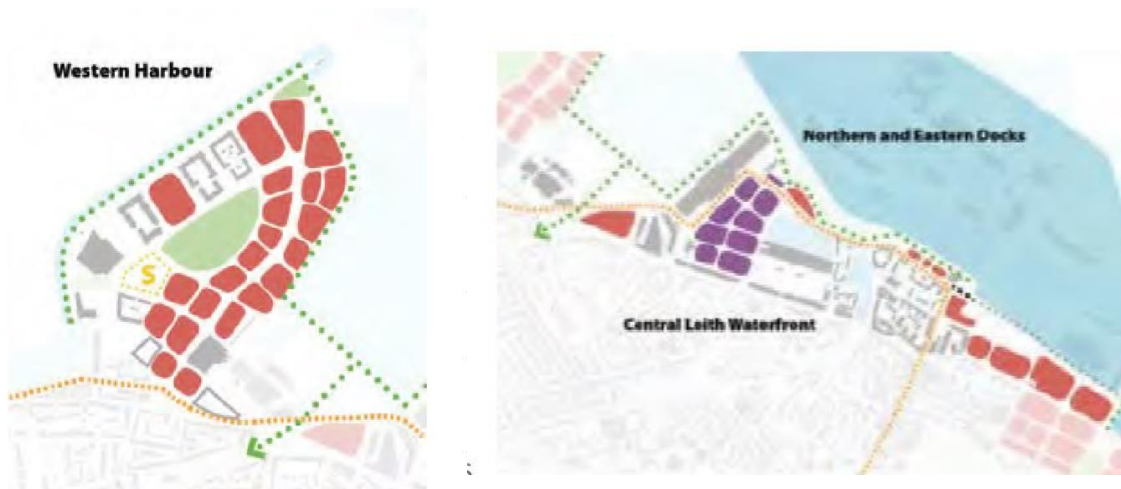 Western Harbour
S
Northern and Eastern Docks
Central Leith Waterfront